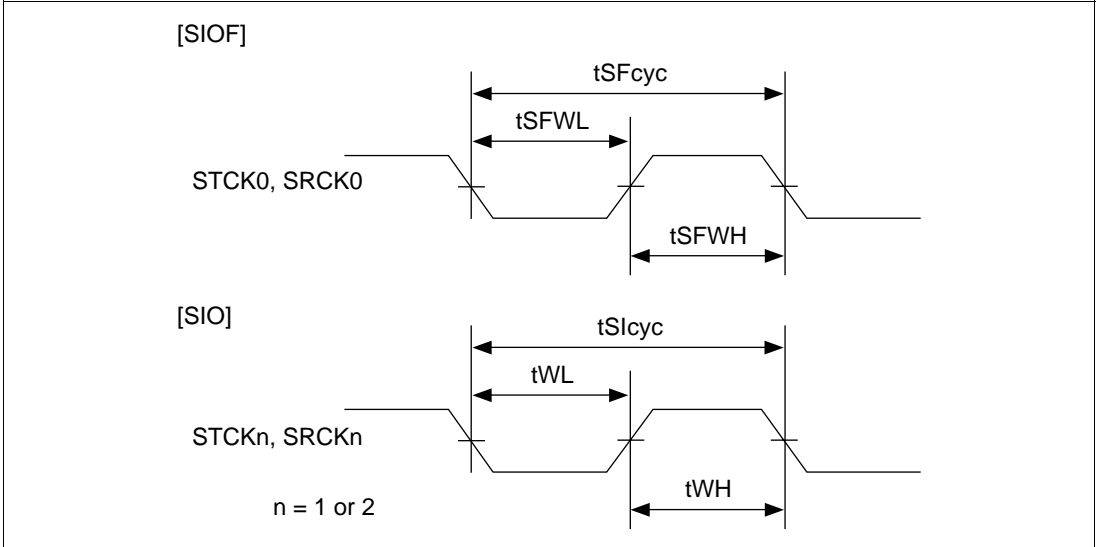 [SIOF]
tSFcyc
tSFWL
STCK0, SRCK0
tSFWH
[SIO]
tSIcyc
tWL
STCKn, SRCKn
tWH
n = 1 or 2